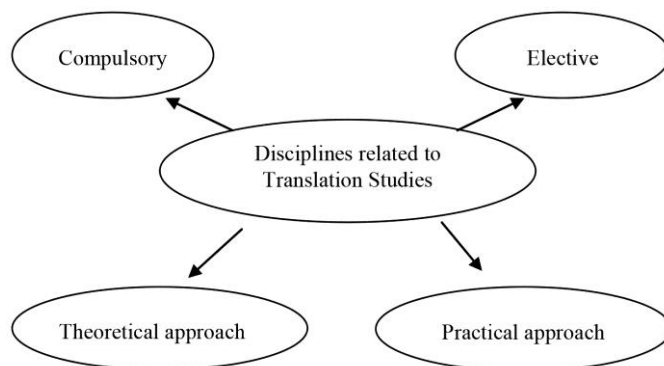 Compulsory
Elective
Disciplines related to
Translation Studies
Theoretical approach
Practical approach